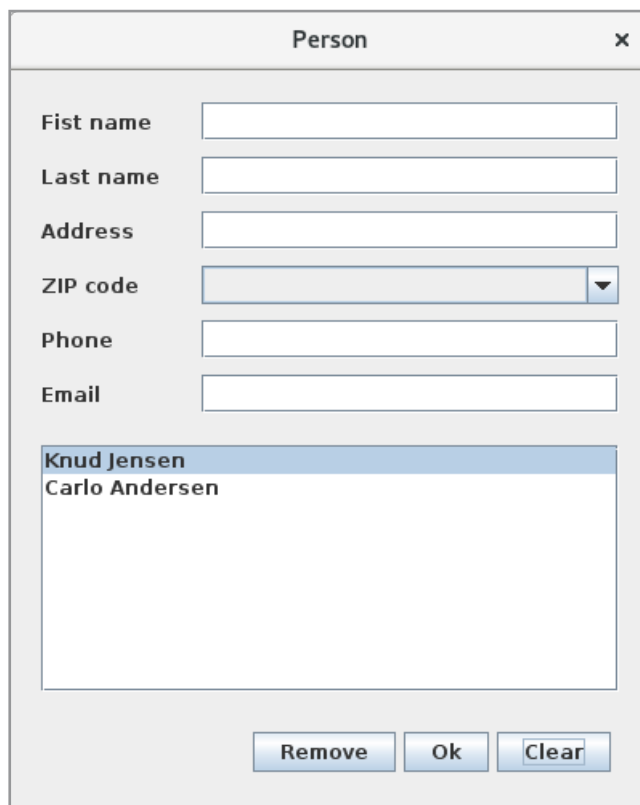 Person
Fist name
Last name
Address
ZIP code
Phone
Email
Knud Jensen
Carlo Andersen
Remove Ok Clear